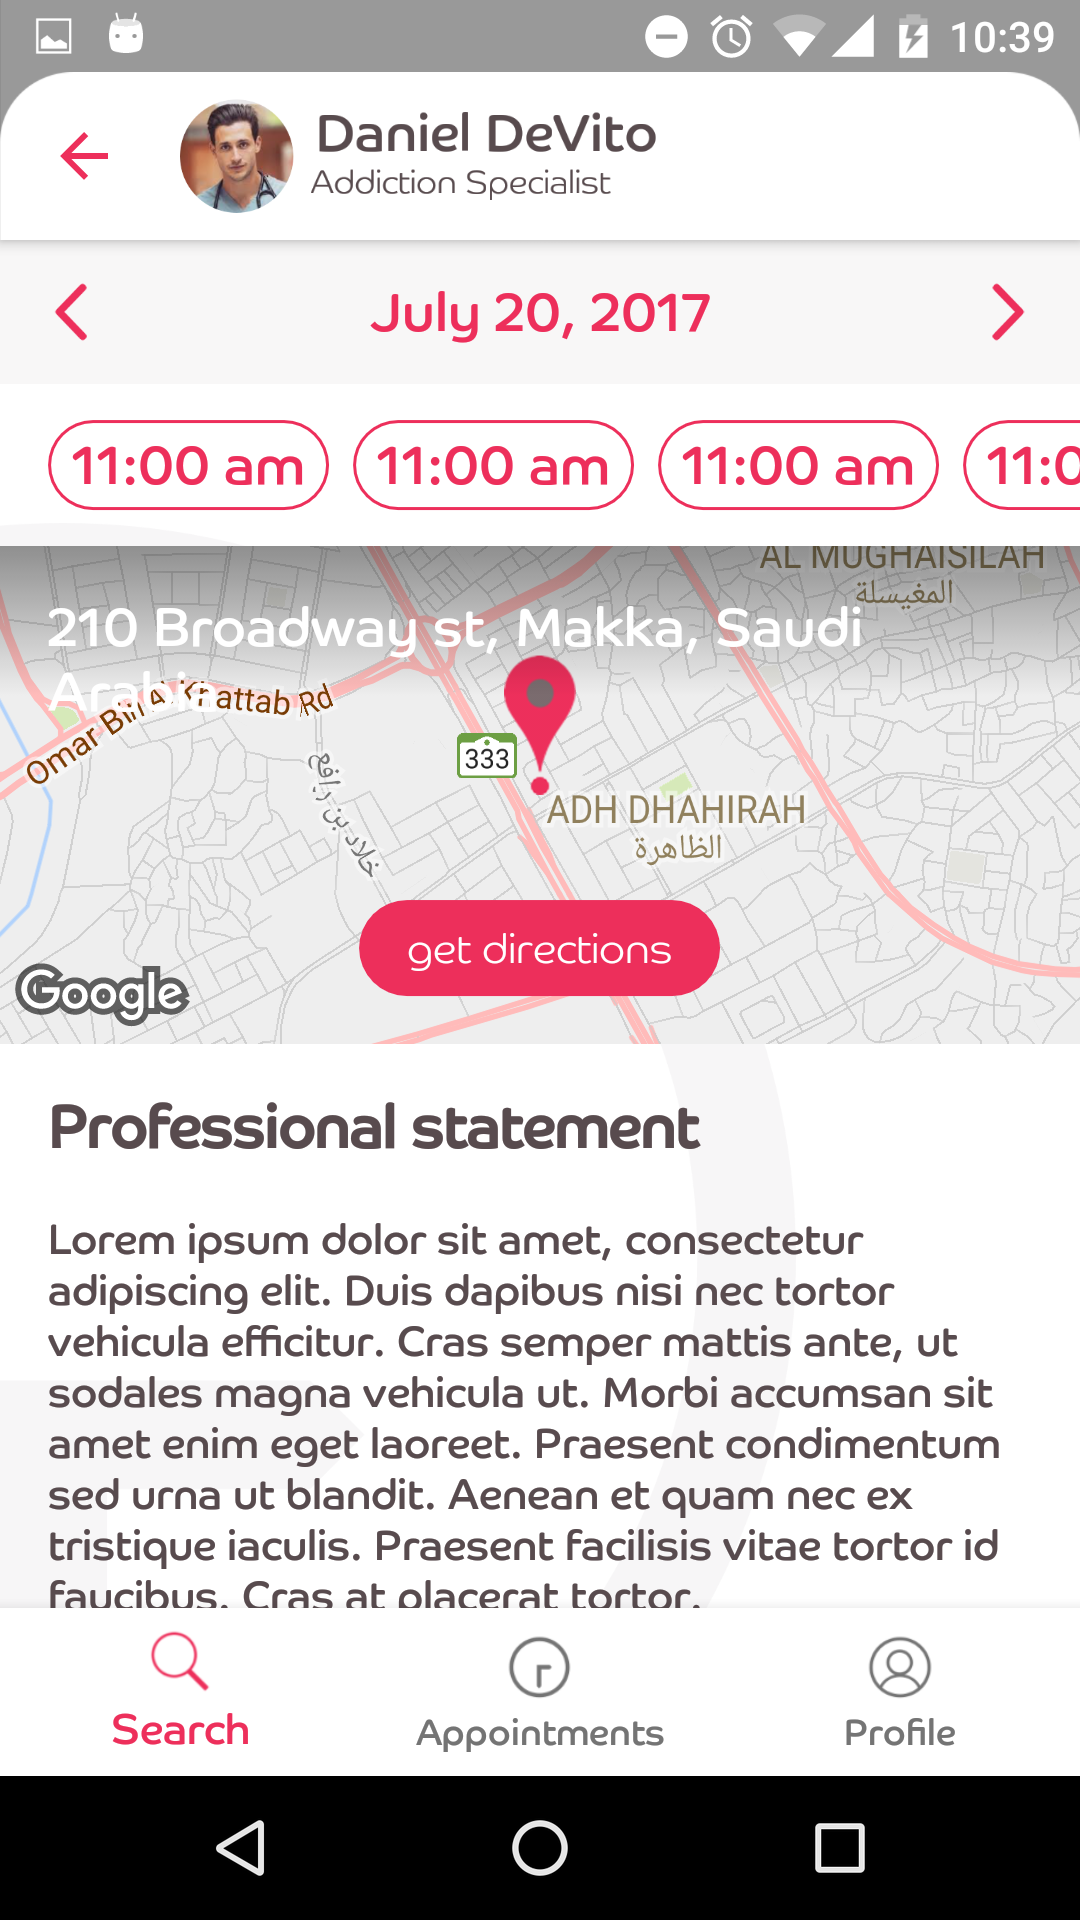 10:39
Daniel DeVito
Addiction Specialist
July 20, 2017
11:00 am 11:00 am 11:00 am 11:0
AL MUGHAISILAH
المغيسلة
210 Broadway st, Makka, Saudi
Arabia
Omar Bin Al Khattab Rd
333
خلاد بن رافع
ADH DHAHIRAH
الظاهرة
get directions
Google
Professional statement
Lorem ipsum dolor sit amet, consectetur
adipiscing elit. Duis dapibus nisi nec tortor
vehicula efficitur. Cras semper mattis ante, ut
sodales magna vehicula ut. Morbi accumsan sit
amet enim eget laoreet. Praesent condimentum
sed urna ut blandit. Aenean et quam nec ex
tristique iaculis. Praesent facilisis vitae tortor id
faucibus. Cras at placerat tortor.
Search Appointments Profile